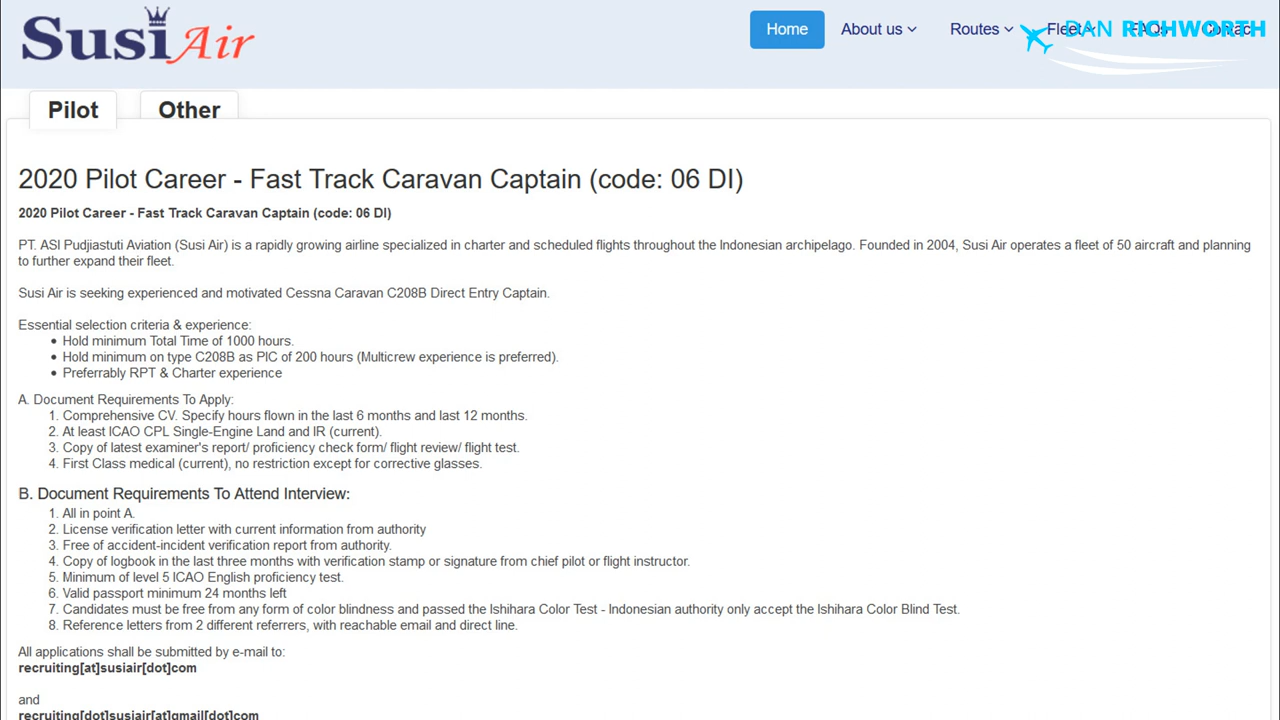 Susi Air
Home
About us
Routes
Fleet
FAQs
Contact
DAN RICHWORTH
Pilot
Other
2020 Pilot Career - Fast Track Caravan Captain (code: 06 DI)
2020 Pilot Career - Fast Track Caravan Captain (code: 06 DI)
PT. ASI Pudjiastuti Aviation (Susi Air) is a rapidly growing airline specialized in charter and scheduled flights throughout the Indonesian archipelago. Founded in 2004, Susi Air operates a fleet of 50 aircraft and planning
to further expand their fleet.
Susi Air is seeking experienced and motivated Cessna Caravan C208B Direct Entry Captain.
Essential selection criteria & experience:
• Hold minimum Total Time of 1000 hours.
• Hold minimum on type C208B as PIC of 200 hours (Multicrew experience is preferred).
• Preferrably RPT & Charter experience
A. Document Requirements To Apply:
1. Comprehensive CV. Specify hours flown in the last 6 months and last 12 months.
2. At least ICAO CPL Single-Engine Land and IR (current).
3. Copy of latest examiner's report/ proficiency check form/ flight review/ flight test.
4. First Class medical (current), no restriction except for corrective glasses.
B. Document Requirements To Attend Interview:
1. All in point A.
2. License verification letter with current information from authority
3. Free of accident-incident verification report from authority.
4. Copy of logbook in the last three months with verification stamp or signature from chief pilot or flight instructor.
5. Minimum of level 5 ICAO English proficiency test.
6. Valid passport minimum 24 months left
7. Candidates must be free from any form of color blindness and passed the Ishihara Color Test - Indonesian authority only accept the Ishihara Color Blind Test.
8. Reference letters from 2 different referrers, with reachable email and direct line.
All applications shall be submitted by e-mail to:
recruiting[at]susiair[dot]com
and
recruiting[dot]susiair[at]gmail[dot]com